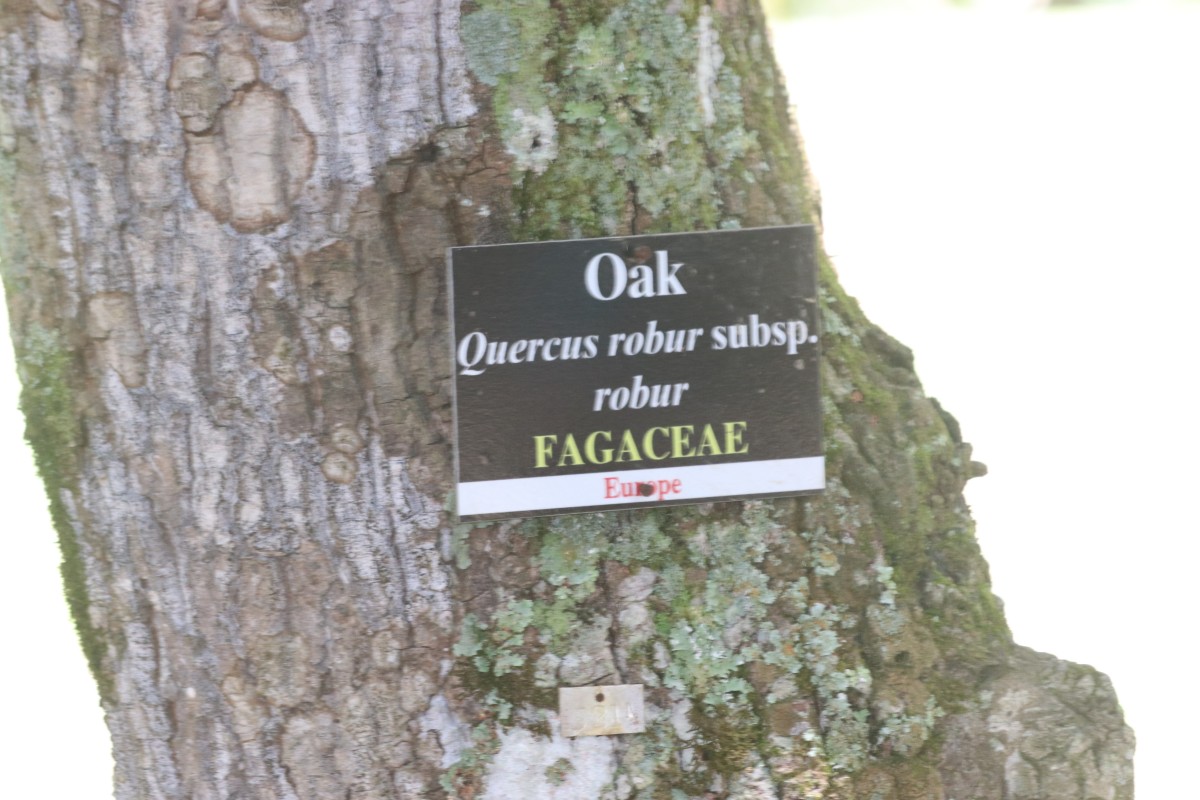 Oak
Quercus robur subsp.
robur
FAGACEAE
Europe